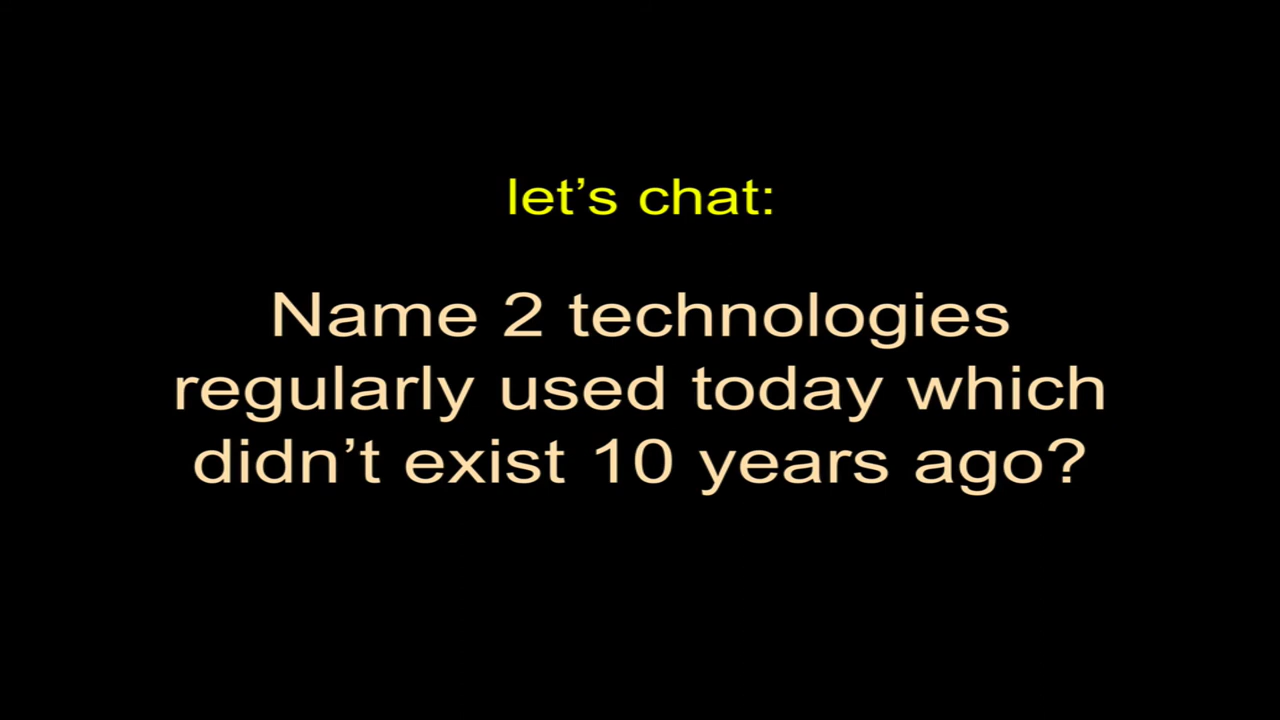 let’s chat:
Name 2 technologies
regularly used today which
didn’t exist 10 years ago?